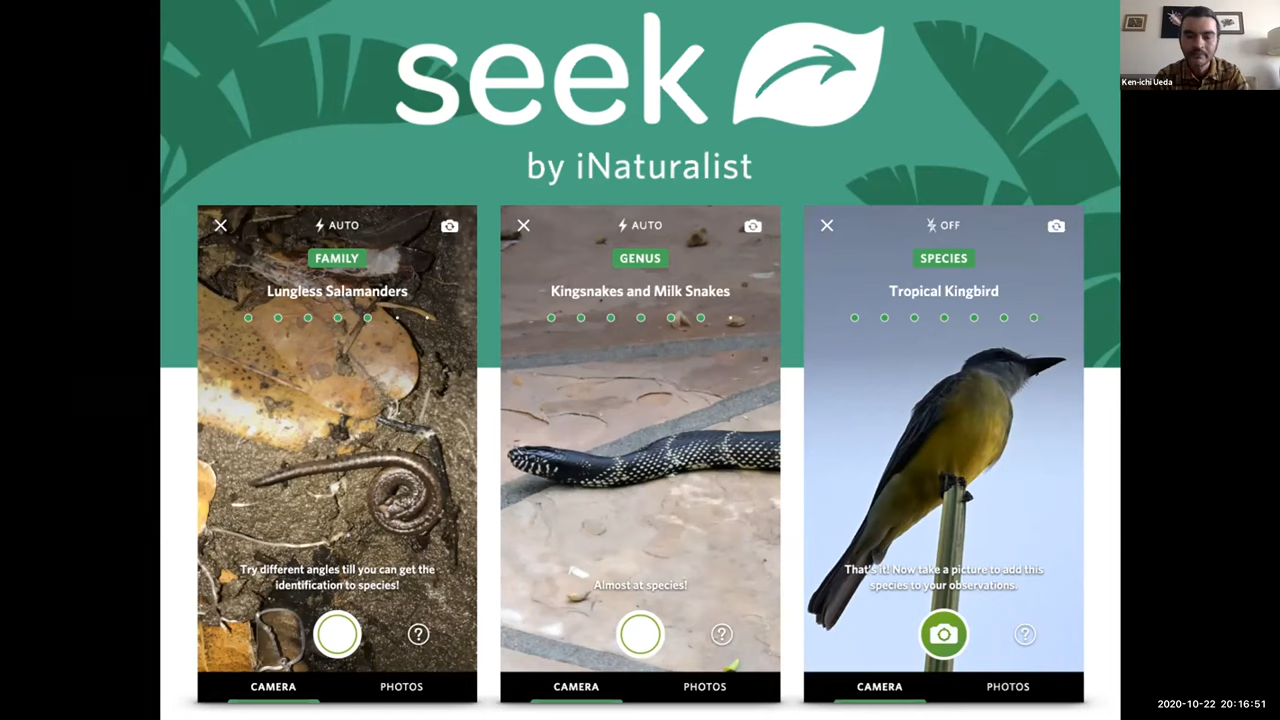 seek
by iNaturalist
Ken-ichi Ueda
AUTO
FAMILY
Lungless Salamanders
Try different angles till you can get the
identification to species!
?
CAMERA PHOTOS
AUTO
GENUS
Kingsnakes and Milk Snakes
Almost at species!
?
CAMERA PHOTOS
OFF
SPECIES
Tropical Kingbird
That's it! Now take a picture to add this
species to your observations.
?
CAMERA PHOTOS
2020-10-22 20:16:51